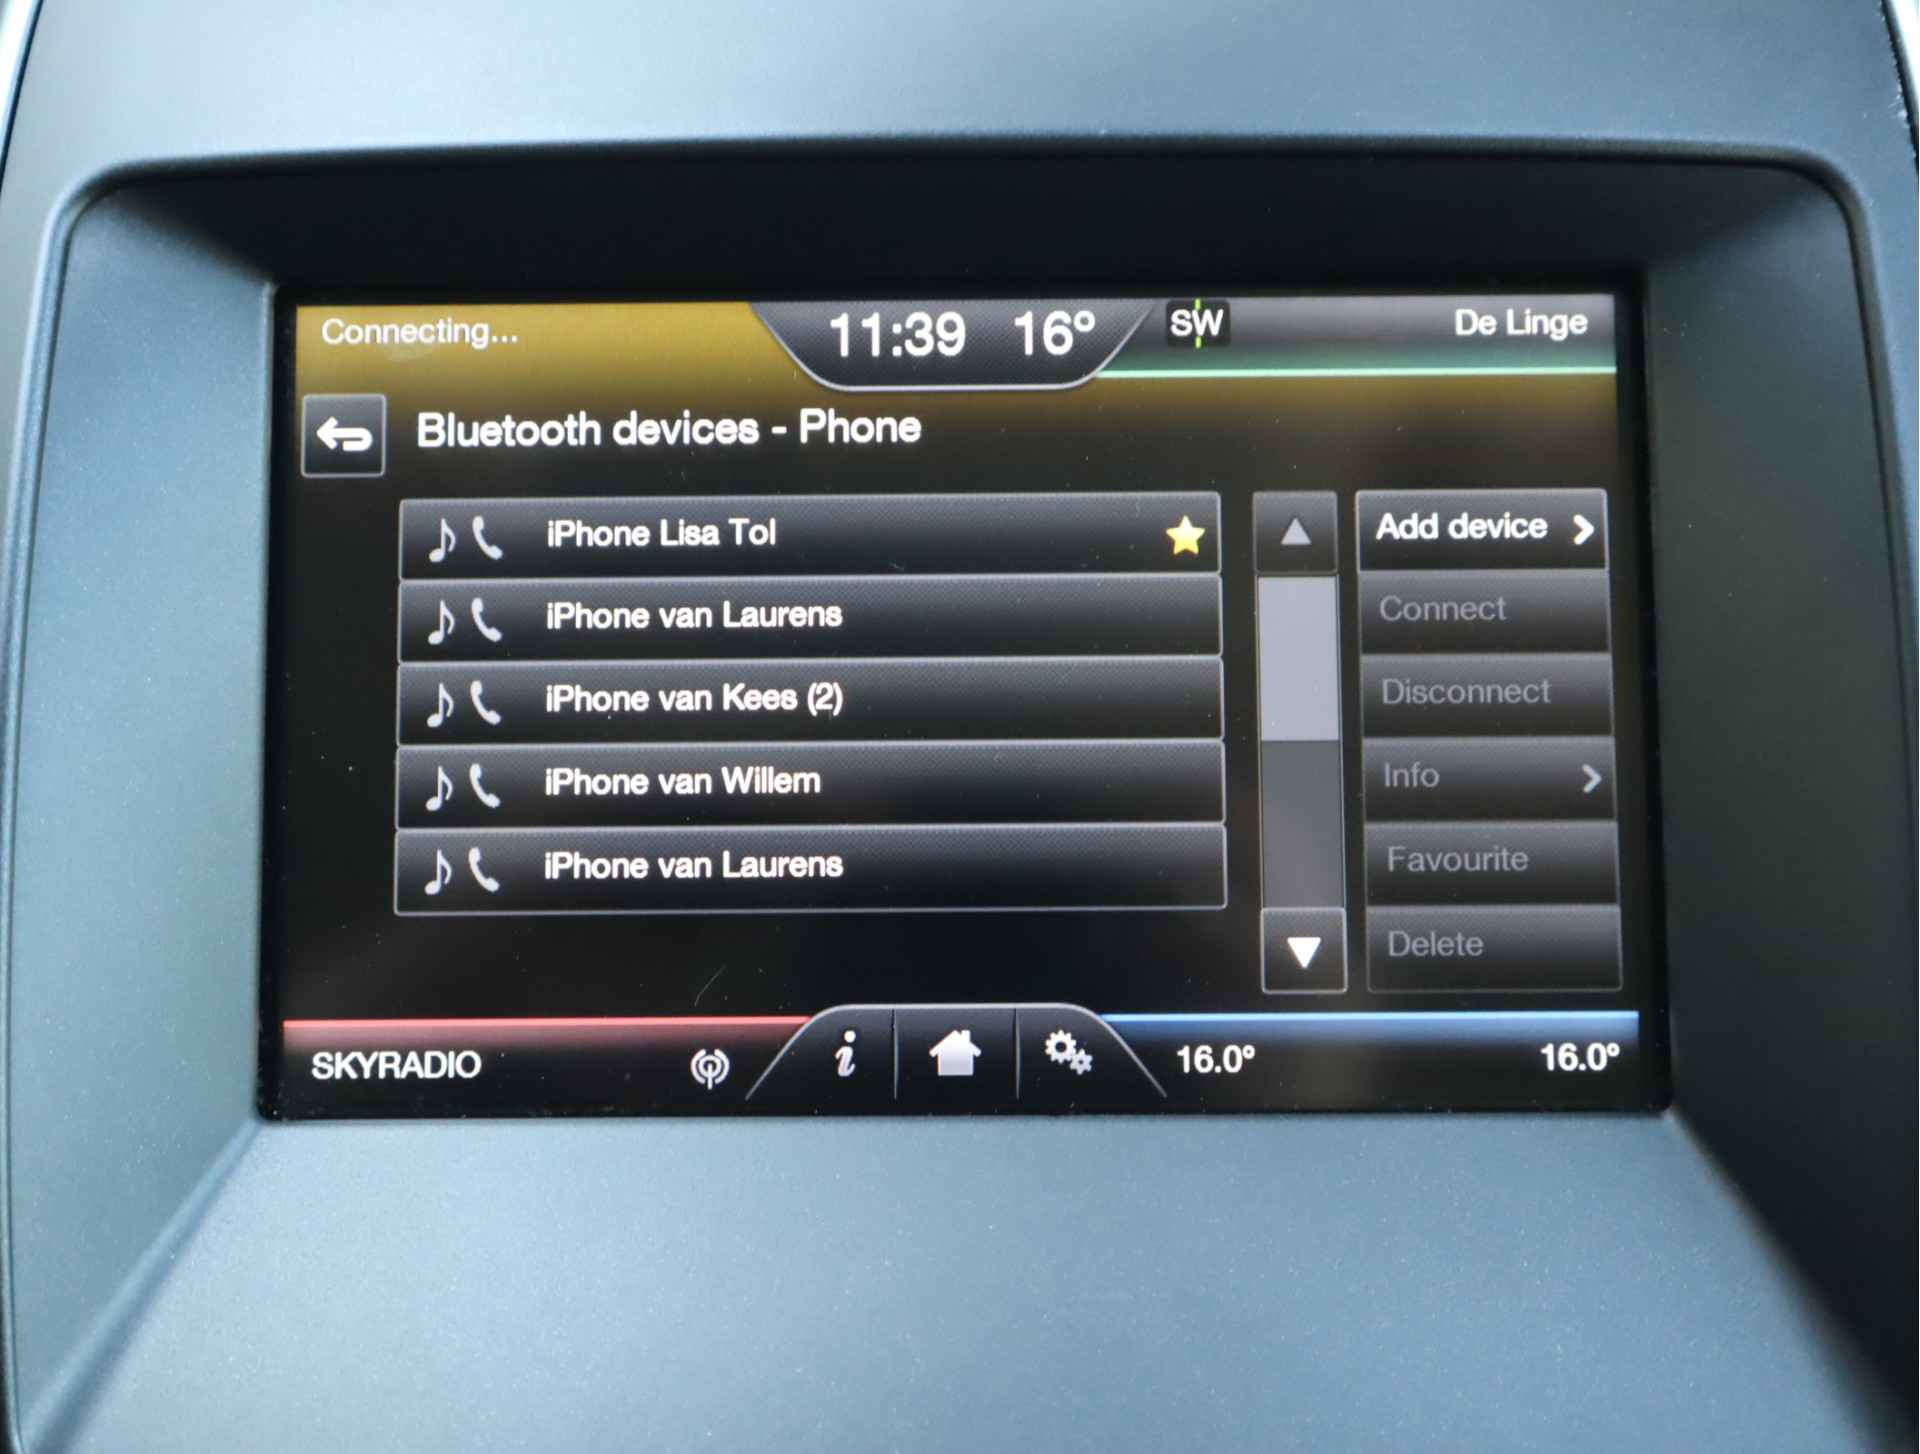 Connecting...
11:39 16°
SW
De Linge
Bluetooth devices - Phone
iPhone Lisa Tol
iPhone van Laurens
iPhone van Kees (2)
iPhone van Willem
iPhone van Laurens
Add device
Connect
Disconnect
Info
Favourite
Delete
SKYRADIO
i
16.0°
16.0°